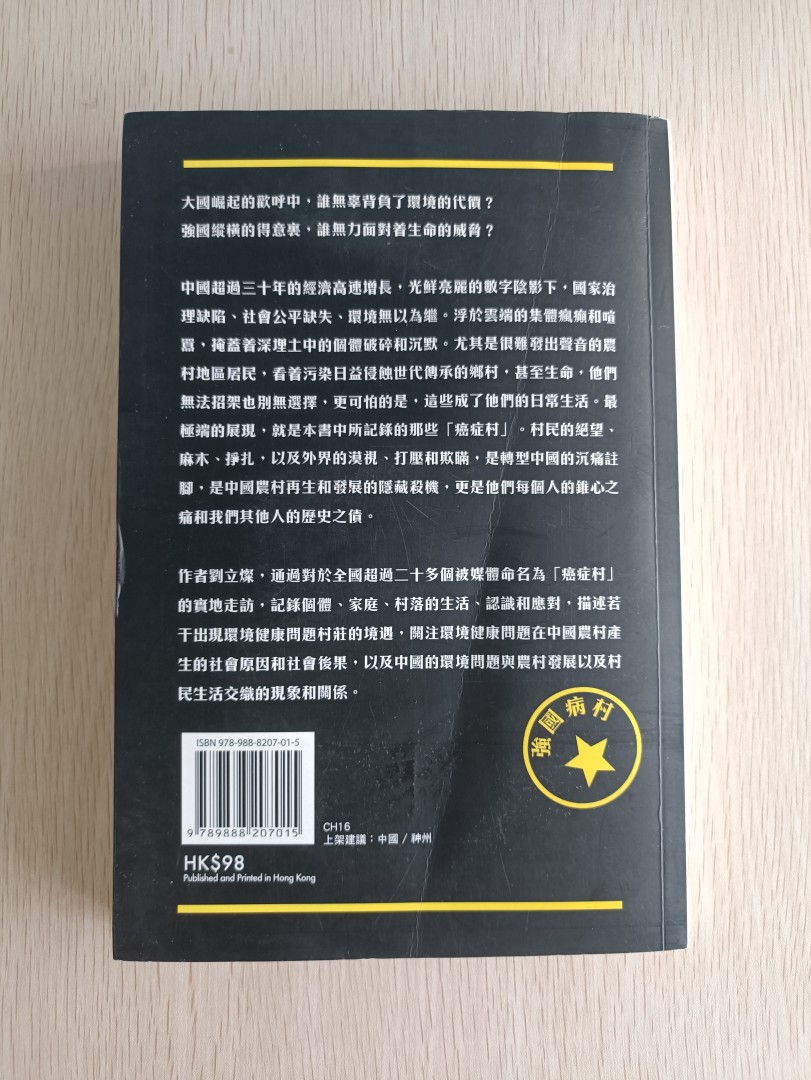 大國崛起的歡呼中，誰無辜背負了環境的代價？
強國縱橫的得意裏，誰無力面對着生命的威脅？
中國超過三十年的經濟高速增長，光鮮亮麗的數字陰影下，國家治
理缺陷、社會公平缺失、環境無以為繼。浮於雲端的集體瘋癲和喧
囂，掩蓋着深埋土中的個體破碎和沉默。尤其是很難發出聲音的農
村地區居民，看着污染日益侵蝕世代傳承的鄉村，甚至生命，他們
無法招架也別無選擇，更可怕的是，這些成了他們的日常生活。最
極端的展現，就是本書中所記錄的那些「癌症村」。村民的絕望、
麻木、掙扎，以及外界的漠視、打壓和欺瞞，是轉型中國的沉痛註
腳，是中國農村再生和發展的隱藏殺機，更是他們每個人的錐心之
痛和我們其他人的歷史之債。
作者劉立燦，通過對於全國超過二十多個被媒體命名為「癌症村」
的實地走訪，記錄個體、家庭、村落的生活、認識和應對，描述若
干出現環境健康問題村莊的境遇，關注環境健康問題在中國農村產
生的社會原因和社會後果，以及中國的環境問題與農村發展以及村
民生活交織的現象和關係。
強國病村
ISBN 978-988-8207-01-5
9 789888 207015
CH16
上架建議：中國 / 神州
HK$98
Published and Printed in Hong Kong